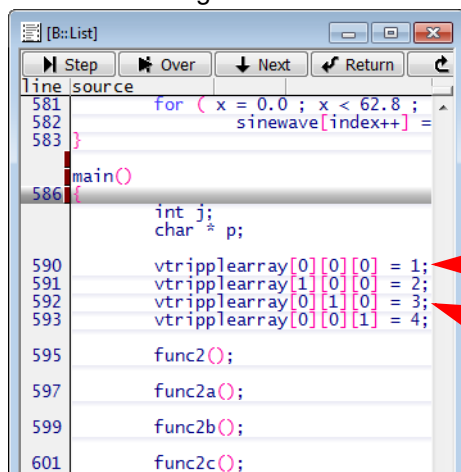 [B::List]
Step Over Next Return
line source
581 for ( x = 0.0 ; x < 62.8 ;
582 sinewave[index++] =
583 }
main()
586 {
int j;
char * p;
590 vtripplearray[0][0][0] = 1;
591 vtripplearray[1][0][0] = 2;
592 vtripplearray[0][1][0] = 3;
593 vtripplearray[0][0][1] = 4;
595 func2();
597 func2a();
599 func2b();
601 func2c();